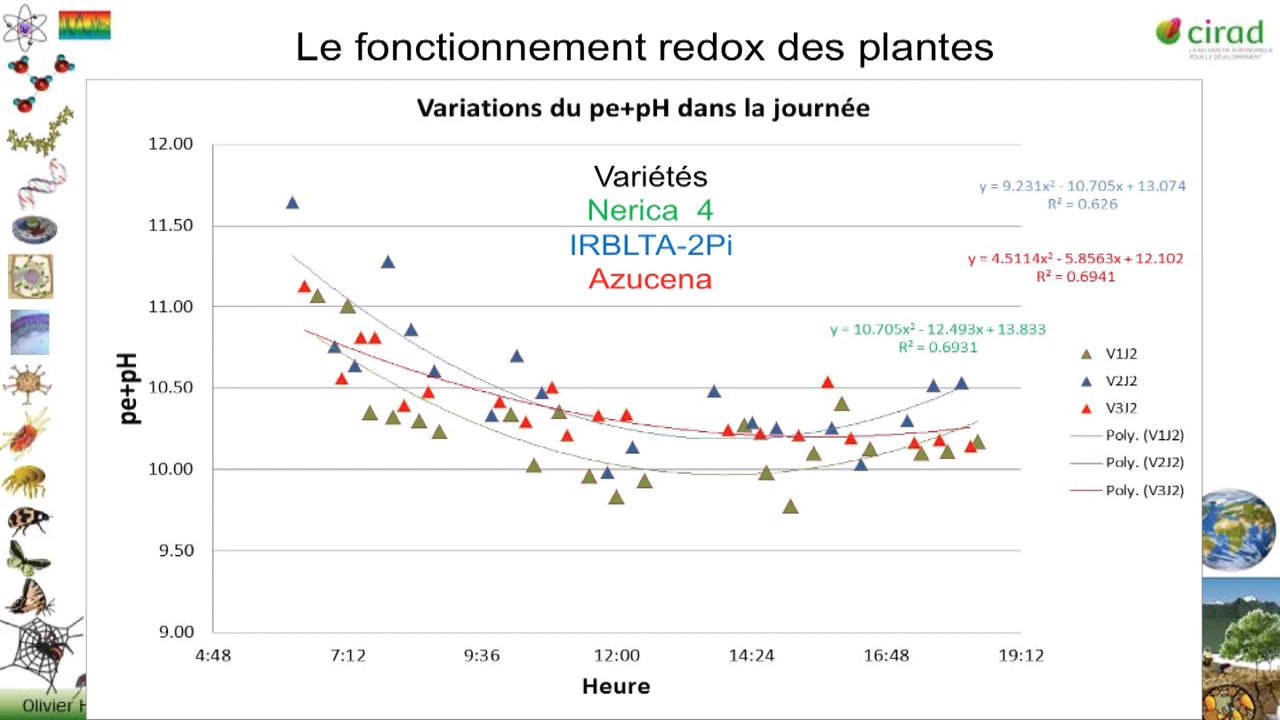 Le fonctionnement redox des plantes
cirad
LA RECHERCHE AGRONOMIQUE
POUR LE DÉVELOPPEMENT
Variations du pe+pH dans la journée
12.00
11.50
11.00
10.50
10.00
9.50
9.00
pe+pH
Variétés
Nerica 4
IRBLTA-2Pi
Azucena
y = 9.231x² - 10.705x + 13.074
R² = 0.626
y = 4.5114x² - 5.8563x + 12.102
R² = 0.6941
y = 10.705x² - 12.493x + 13.833
R² = 0.6931
V1J2
V2J2
V3J2
Poly. (V1J2)
Poly. (V2J2)
Poly. (V3J2)
4:48 7:12 9:36 12:00 14:24 16:48 19:12
Heure
Olivier H